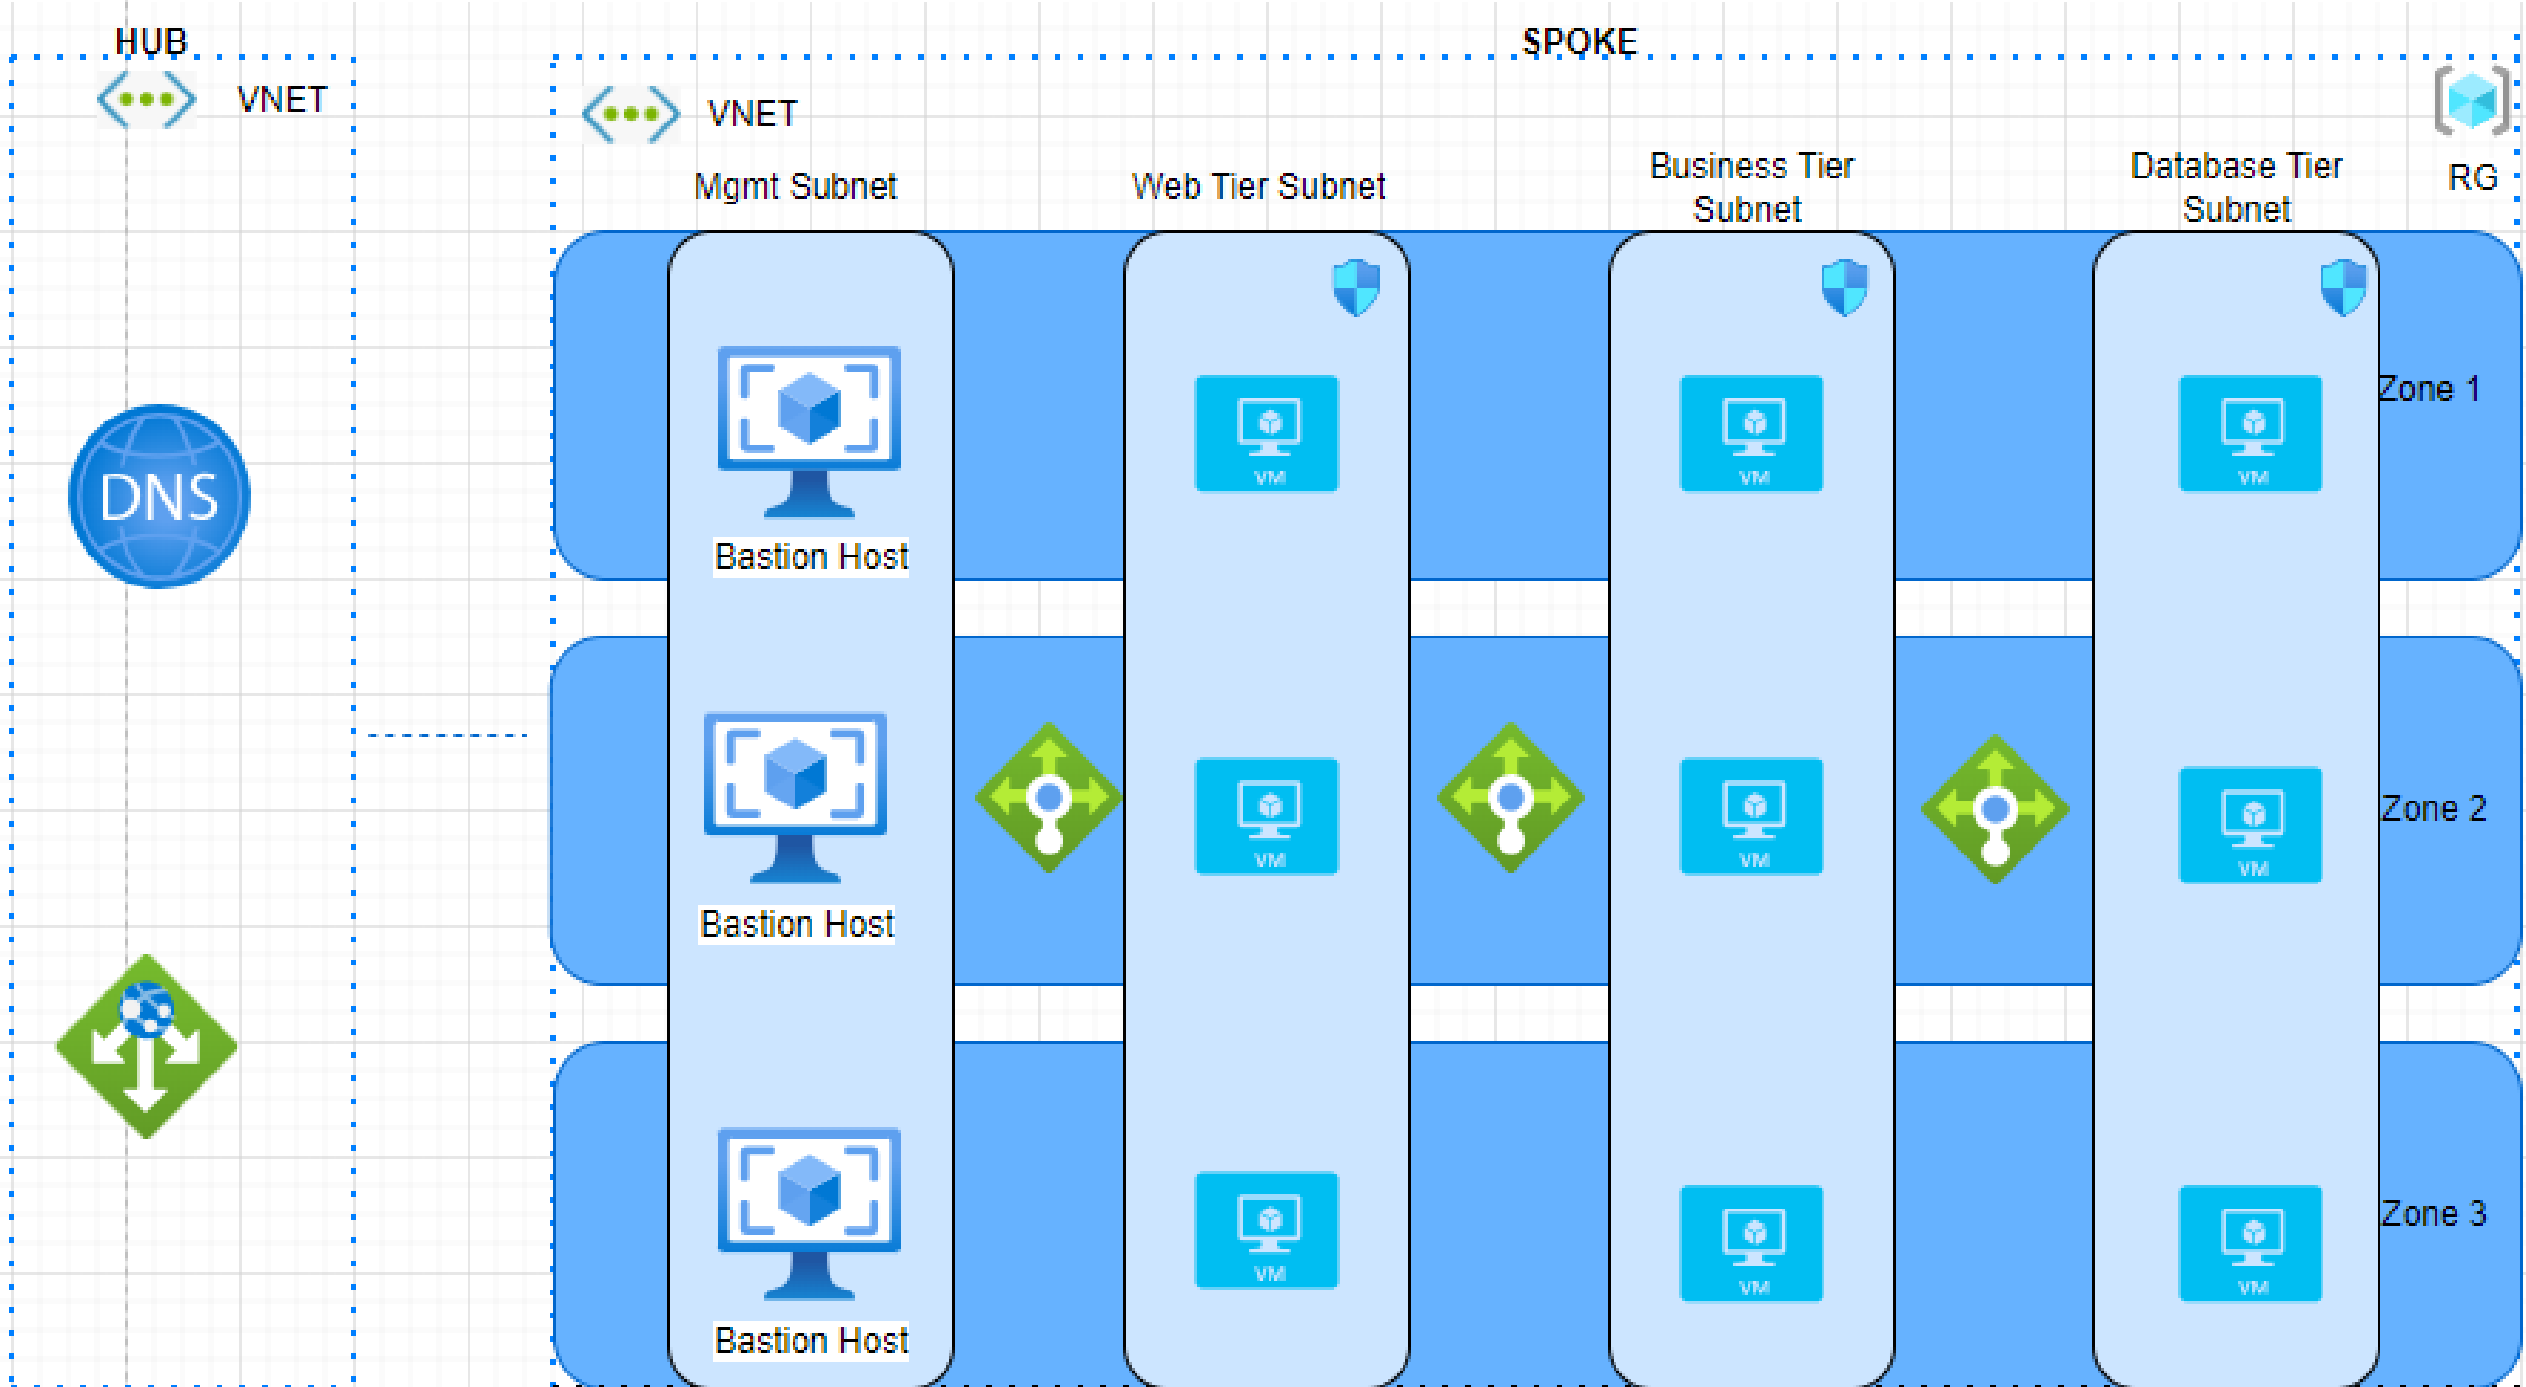 HUB
SPOKE
VNET
VNET
Mgmt Subnet
Web Tier Subnet
Business Tier
Subnet
Database Tier
Subnet
RG
VM
VM
VM
Zone 1
DNS
Bastion Host
VM
VM
VM
Zone 2
Bastion Host
VM
VM
VM
Zone 3
Bastion Host